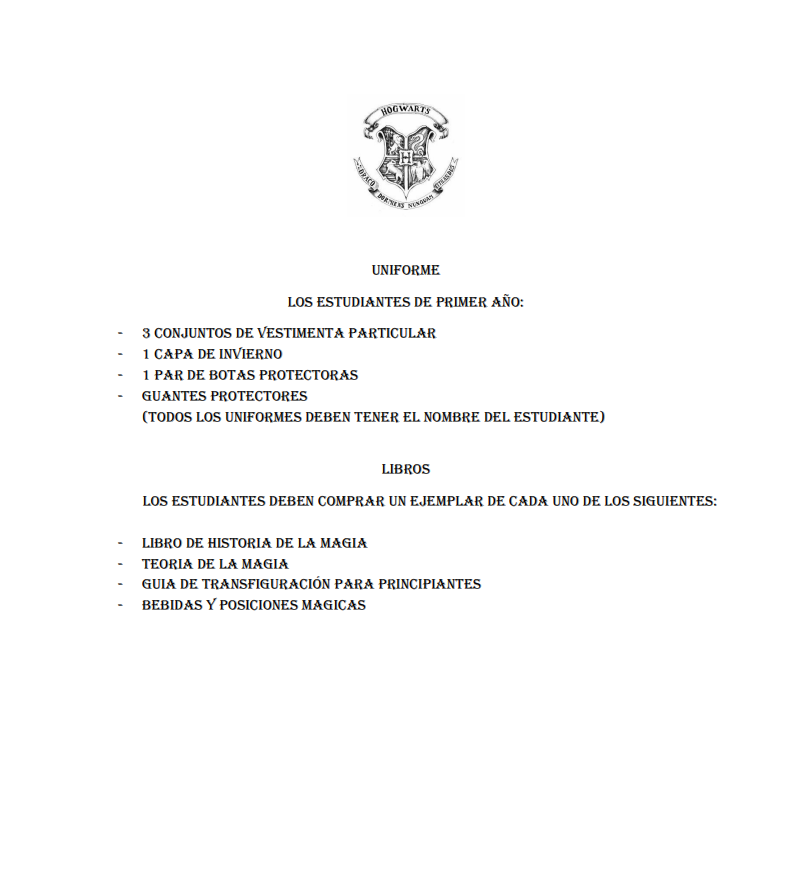 HOGWARTS
DRACO DORMIENS NUNQUAM TITILLANDUS
H
UNIFORME
LOS ESTUDIANTES DE PRIMER AÑO:
- 3 CONJUNTOS DE VESTIMENTA PARTICULAR
- 1 CAPA DE INVIERNO
- 1 PAR DE BOTAS PROTECTORAS
- GUANTES PROTECTORES
(TODOS LOS UNIFORMES DEBEN TENER EL NOMBRE DEL ESTUDIANTE)
LIBROS
LOS ESTUDIANTES DEBEN COMPRAR UN EJEMPLAR DE CADA UNO DE LOS SIGUIENTES:
- LIBRO DE HISTORIA DE LA MAGIA
- TEORIA DE LA MAGIA
- GUIA DE TRANSFIGURACIÓN PARA PRINCIPIANTES
- BEBIDAS Y POSICIONES MAGICAS